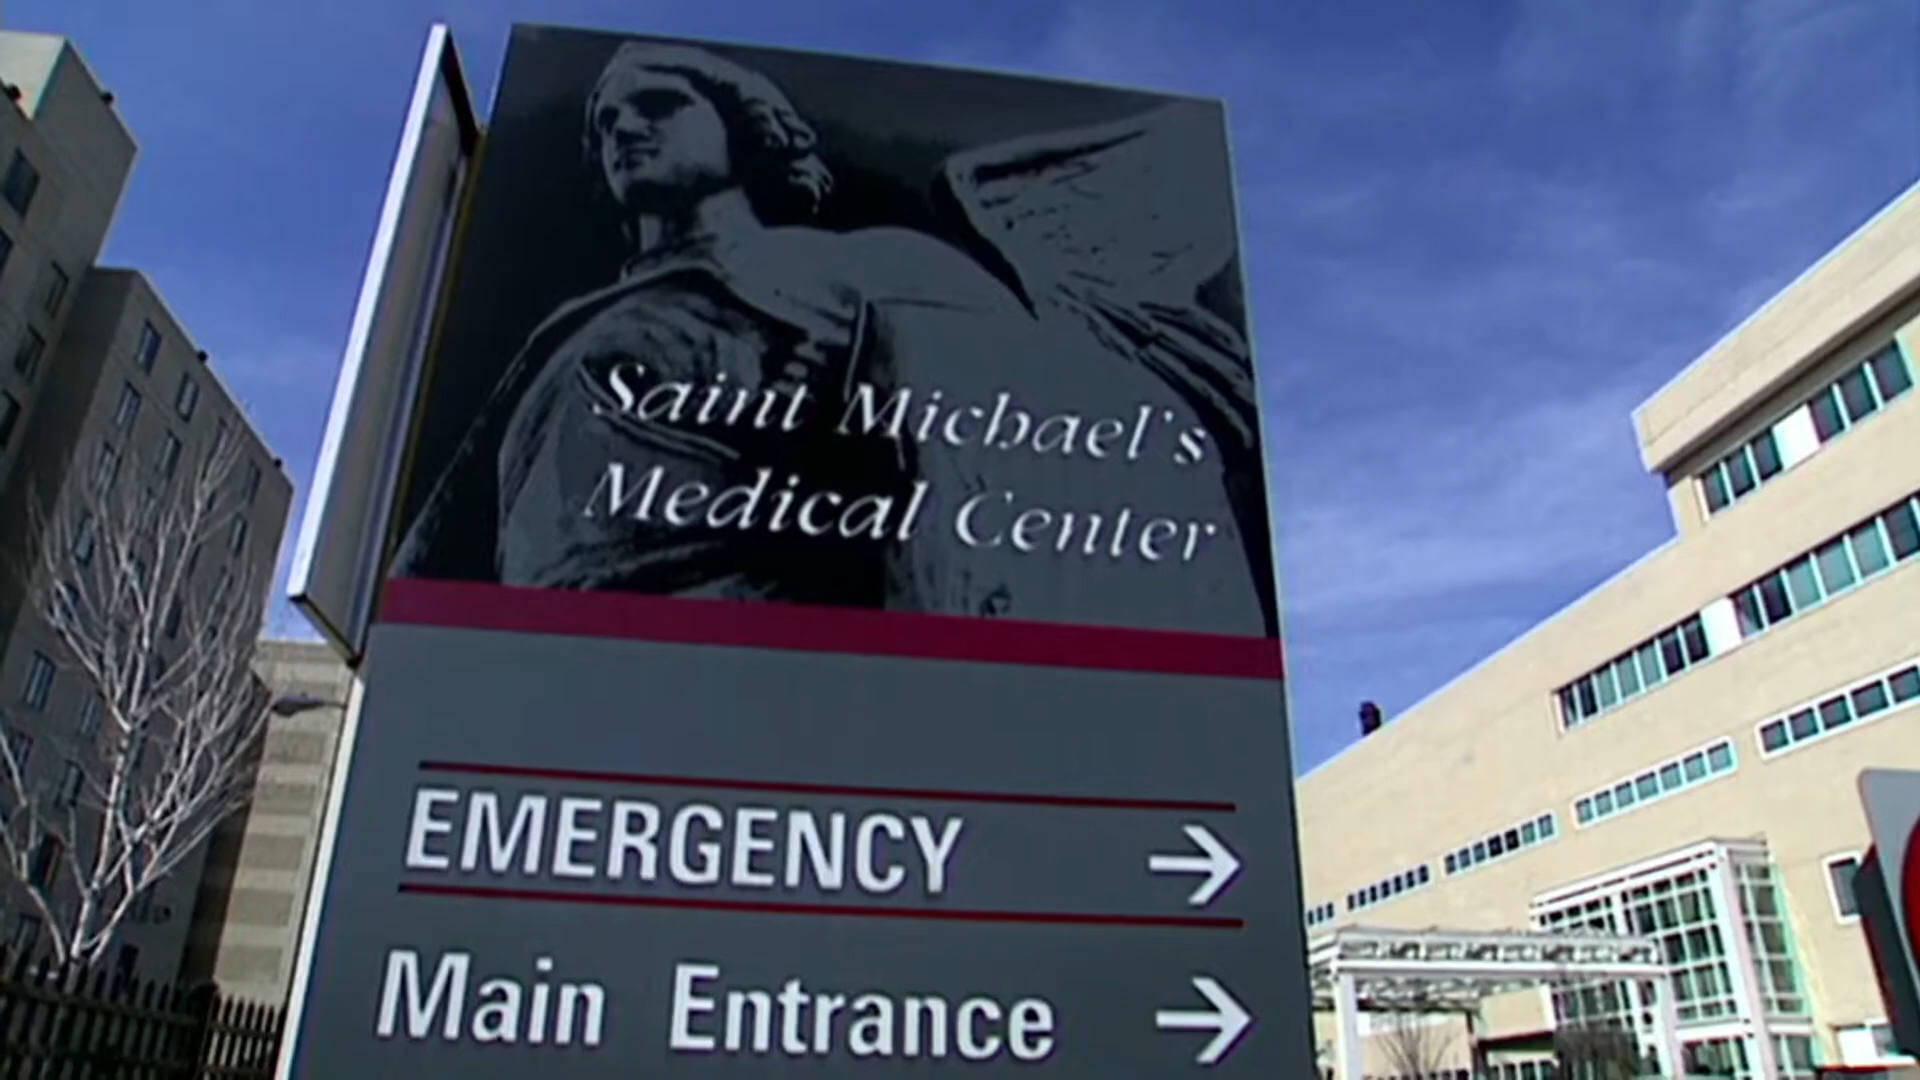 Saint Michael's
Medical Center
EMERGENCY →
Main Entrance →